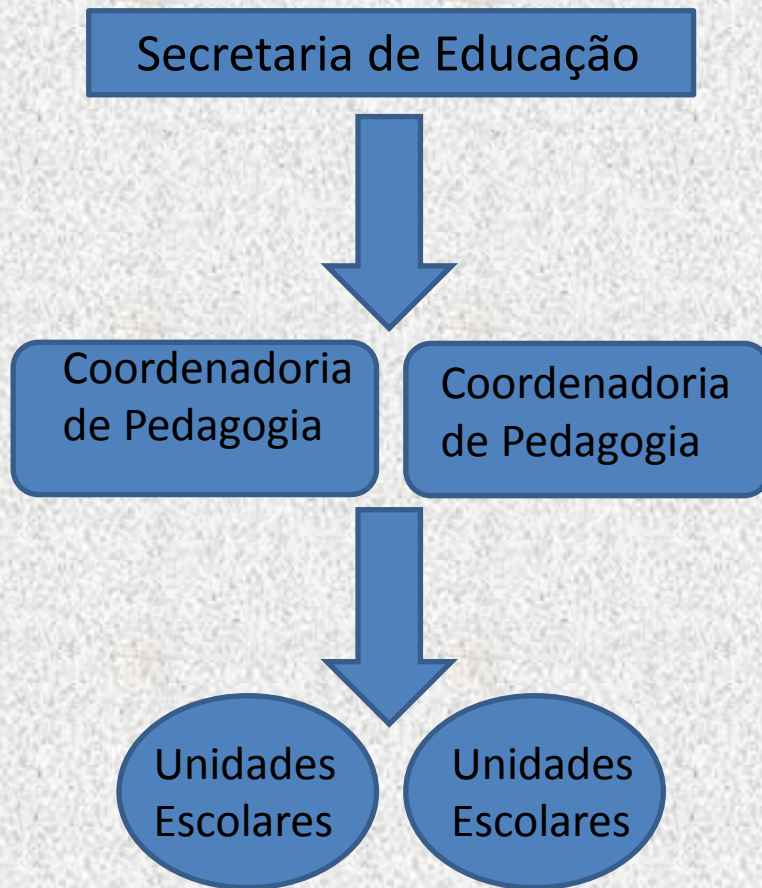 Secretaria de Educação
Coordenadoria
de Pedagogia
Coordenadoria
de Pedagogia
Unidades
Escolares
Unidades
Escolares